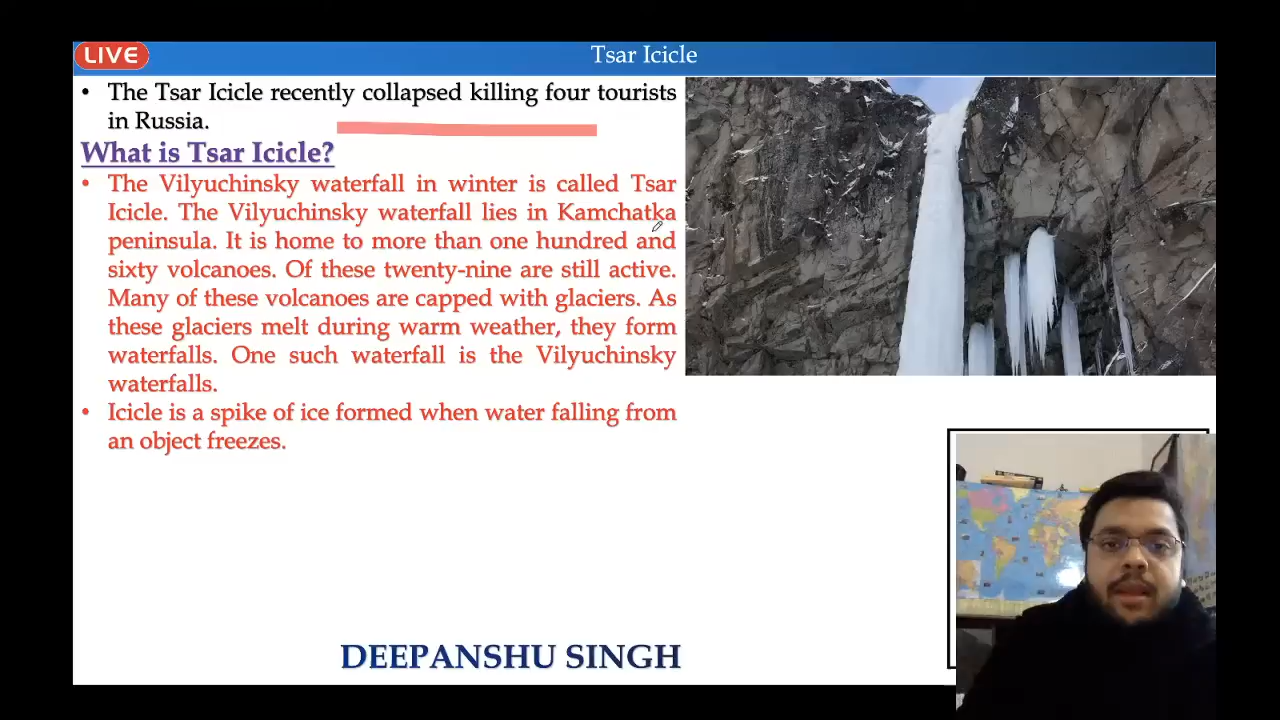 LIVE
Tsar Icicle
• The Tsar Icicle recently collapsed killing four tourists
in Russia.
What is Tsar Icicle?
• The Vilyuchinsky waterfall in winter is called Tsar
Icicle. The Vilyuchinsky waterfall lies in Kamchatka
peninsula. It is home to more than one hundred and
sixty volcanoes. Of these twenty-nine are still active.
Many of these volcanoes are capped with glaciers. As
these glaciers melt during warm weather, they form
waterfalls. One such waterfall is the Vilyuchinsky
waterfalls.
• Icicle is a spike of ice formed when water falling from
an object freezes.
DEEPANSHU SINGH